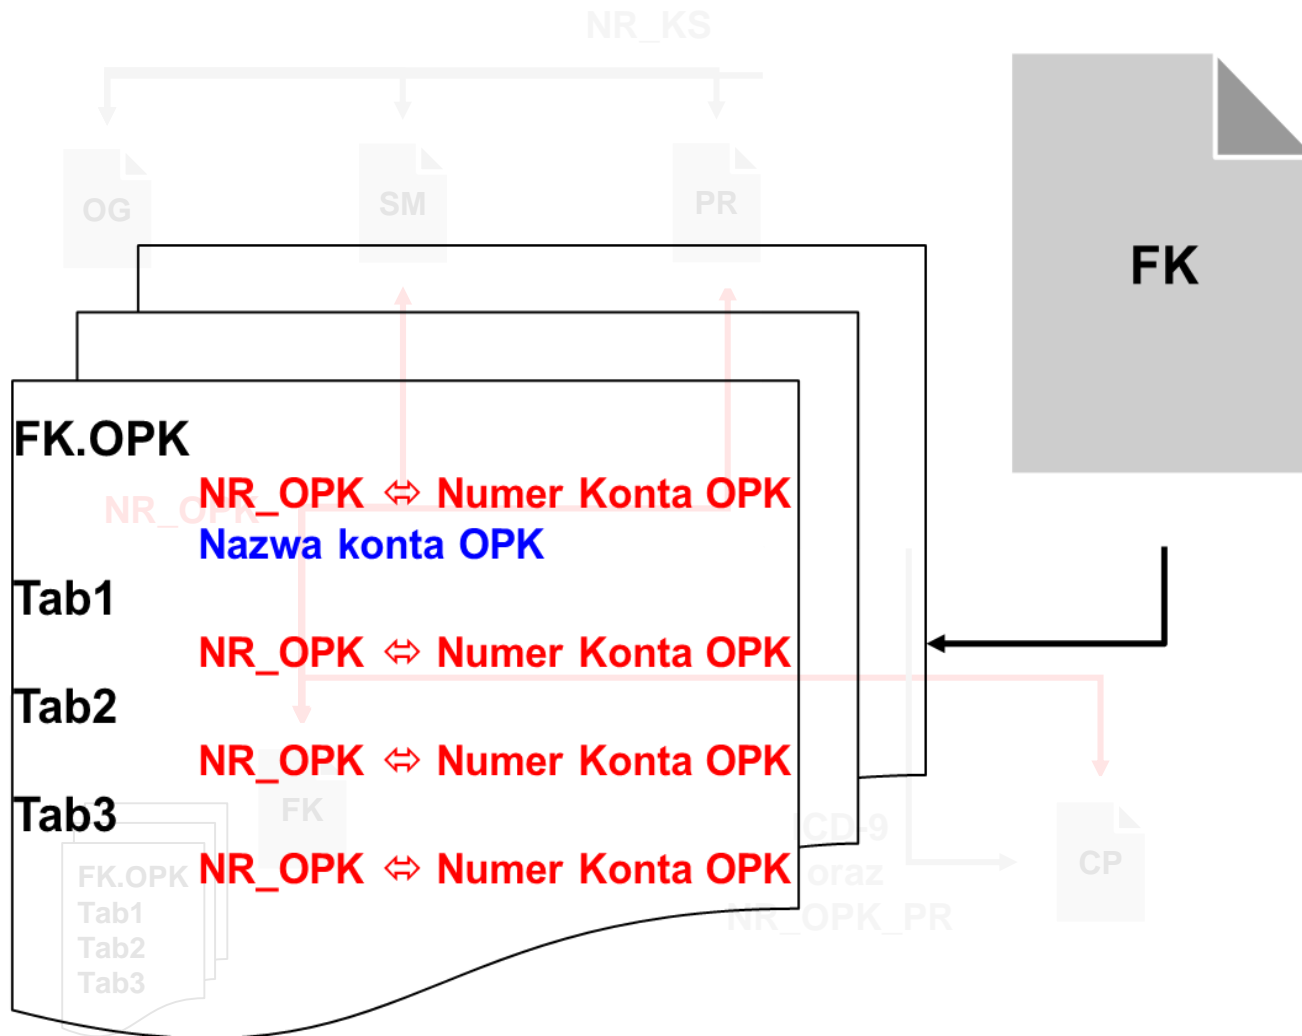 NR_KS
OG
SM
PR
FK
FK.OPK
NR_OPK ⬄ Numer Konta OPK
NR_OPK
Nazwa konta OPK
Tab1
NR_OPK ⬄ Numer Konta OPK
Tab2
NR_OPK ⬄ Numer Konta OPK
Tab3
NR_OPK ⬄ Numer Konta OPK
FK
FK.OPK
Tab1
Tab2
Tab3
ICD-9
oraz
NR_OPK_PR
CP